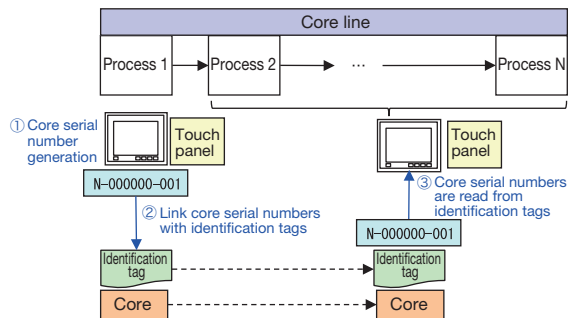 Core line
Process 1
Process 2
...
Process N
① Core serial
number
generation
Touch
panel
N-000000-001
② Link core serial numbers
with identification tags
Touch
panel
③ Core serial numbers
are read from
identification tags
N-000000-001
Identification
tag
Identification
tag
Core
Core